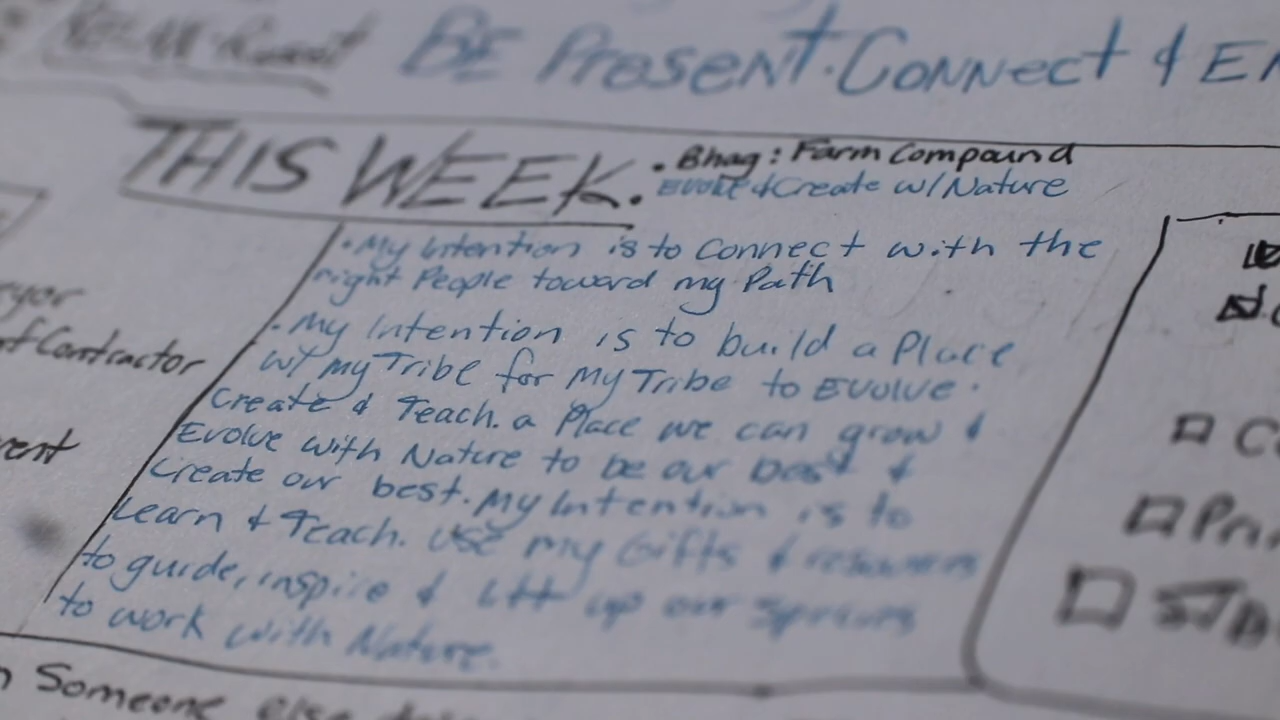 BE Present. Connect &
THIS WEEK.
• Bhag: Farm Compound
Evolve & Create w/ Nature
• My Intention is to connect with the
right People toward my Path
• My Intention is to build a Place
w/ my Tribe for My Tribe to EVOLVE.
Create & Teach. a Place we can grow &
Evolve with Nature to be our best &
Create our best. My Intention is to
Learn & Teach. Use my Gifts & resources
to guide, inspire & lift up our
to work with Nature.
Contractor
Someone else